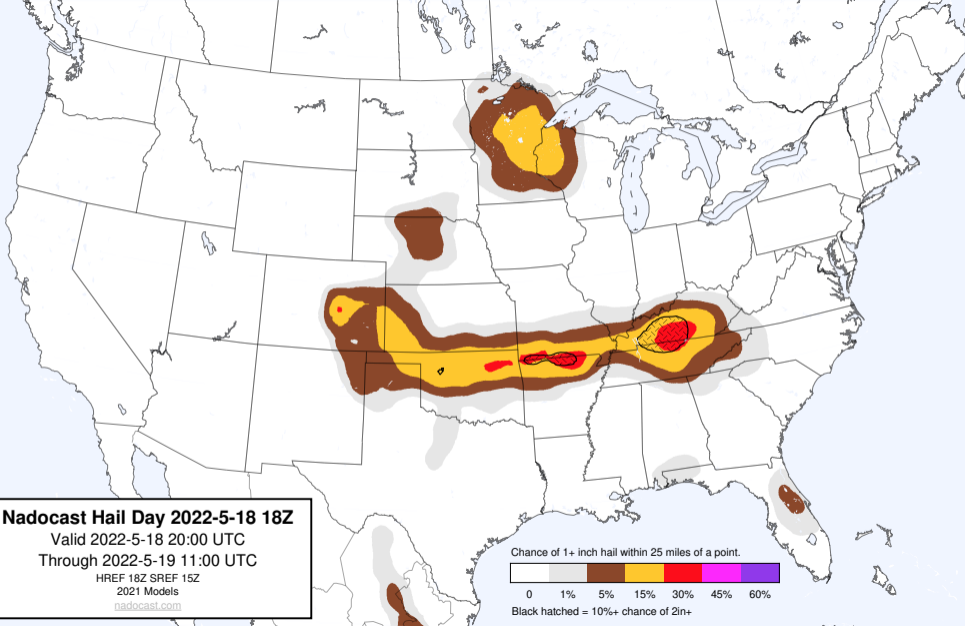 Nadocast Hail Day 2022-5-18 18Z
Valid 2022-5-18 20:00 UTC
Through 2022-5-19 11:00 UTC
HREF 18Z SREF 15Z
2021 Models
nadocast.com
Chance of 1+ inch hail within 25 miles of a point.
0 1% 5% 15% 30% 45% 60%
Black hatched = 10%+ chance of 2in+